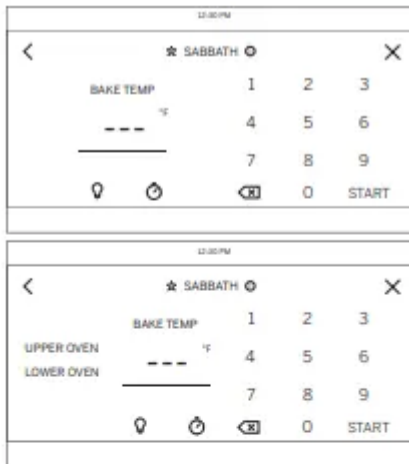 12:00 PM
SABBATH
BAKE TEMP
°F
---
1 2 3
4 5 6
7 8 9
0 START
12:00 PM
SABBATH
BAKE TEMP
°F
---
UPPER OVEN
LOWER OVEN
1 2 3
4 5 6
7 8 9
0 START